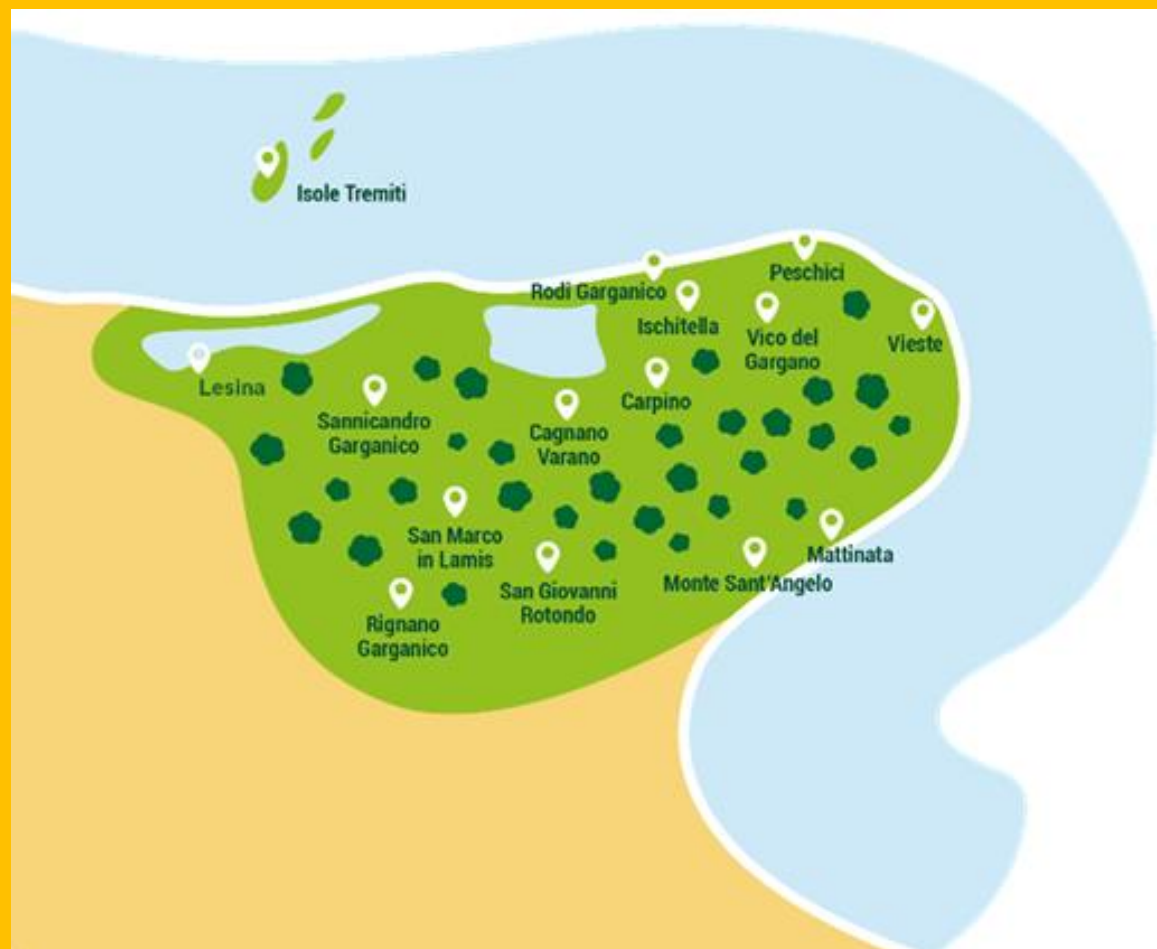 Isole Tremiti
Peschici
Rodi Garganico
Ischitella
Vico del
Gargano
Vieste
Lesina
Carpino
Sannicandro
Garganico
Cagnano
Varano
San Marco
in Lamis
Mattinata
San Giovanni
Rotondo
Monte Sant'Angelo
Rignano
Garganico